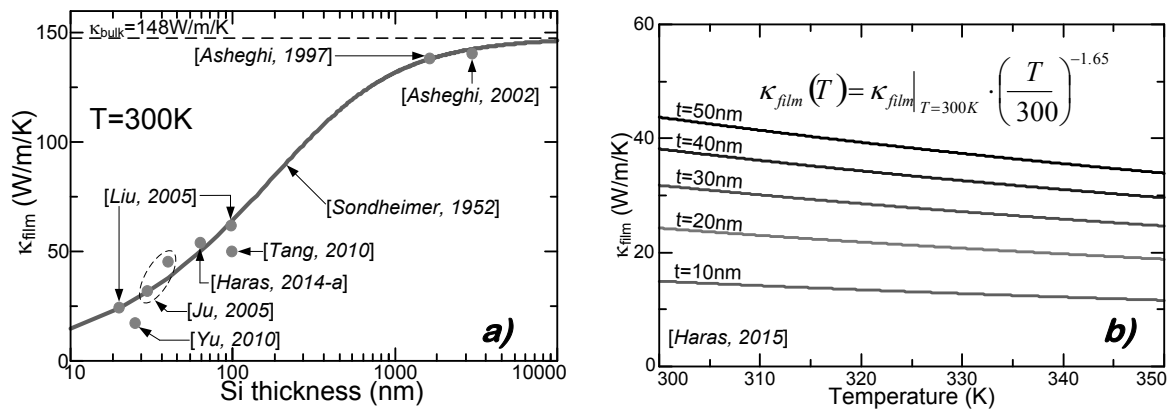 κbulk=148W/m/K
150
100
50
0
κfilm (W/m/K)
T=300K
[Asheghi, 1997]
[Asheghi, 2002]
[Liu, 2005]
[Sondheimer, 1952]
[Tang, 2010]
[Haras, 2014-a]
[Ju, 2005]
[Yu, 2010]
a)
10 100 1000 10000
Si thickness (nm)
60
40
20
0
κfilm (W/m/K)
κfilm (T) = κfilm|T=300K · (T/300)^−1.65
t=50nm
t=40nm
t=30nm
t=20nm
t=10nm
[Haras, 2015]
b)
300 310 320 330 340 350
Temperature (K)